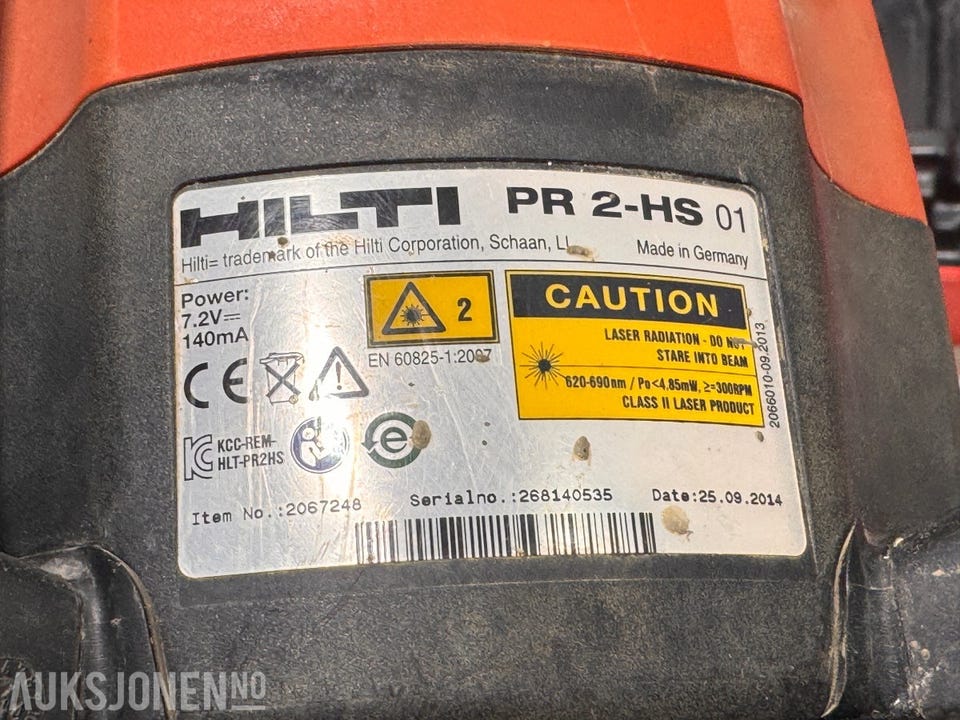 HILTI PR 2-HS 01
Hilti= trademark of the Hilti Corporation, Schaan, LI
Made in Germany
Power:
7.2V
140mA
2
EN 60825-1:2007
CE
KCC-REM-
HLT-PR2HS
e
CAUTION
LASER RADIATION - DO NOT
STARE INTO BEAM
620-690nm / Po<4.85mW, ≥=300RPM
CLASS II LASER PRODUCT
2066010-09.2013
Item No.:2067248
Serialno.:268140535
Date:25.09.2014
AUKSJONEN.NO